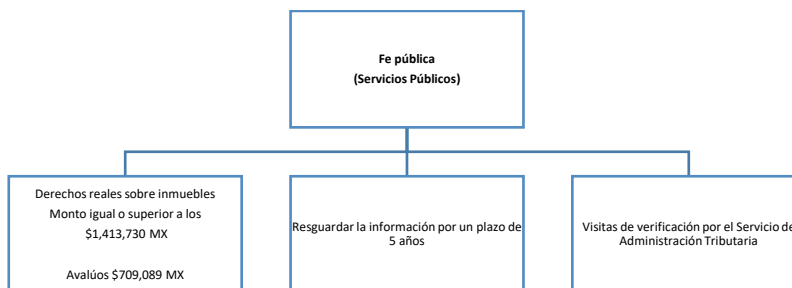 Fe pública
(Servicios Públicos)
Derechos reales sobre inmuebles
Monto igual o superior a los
$1,413,730 MX
Avalúos $709,089 MX
Resguardar la información por un plazo de
5 años
Visitas de verificación por el Servicio de
Administración Tributaria